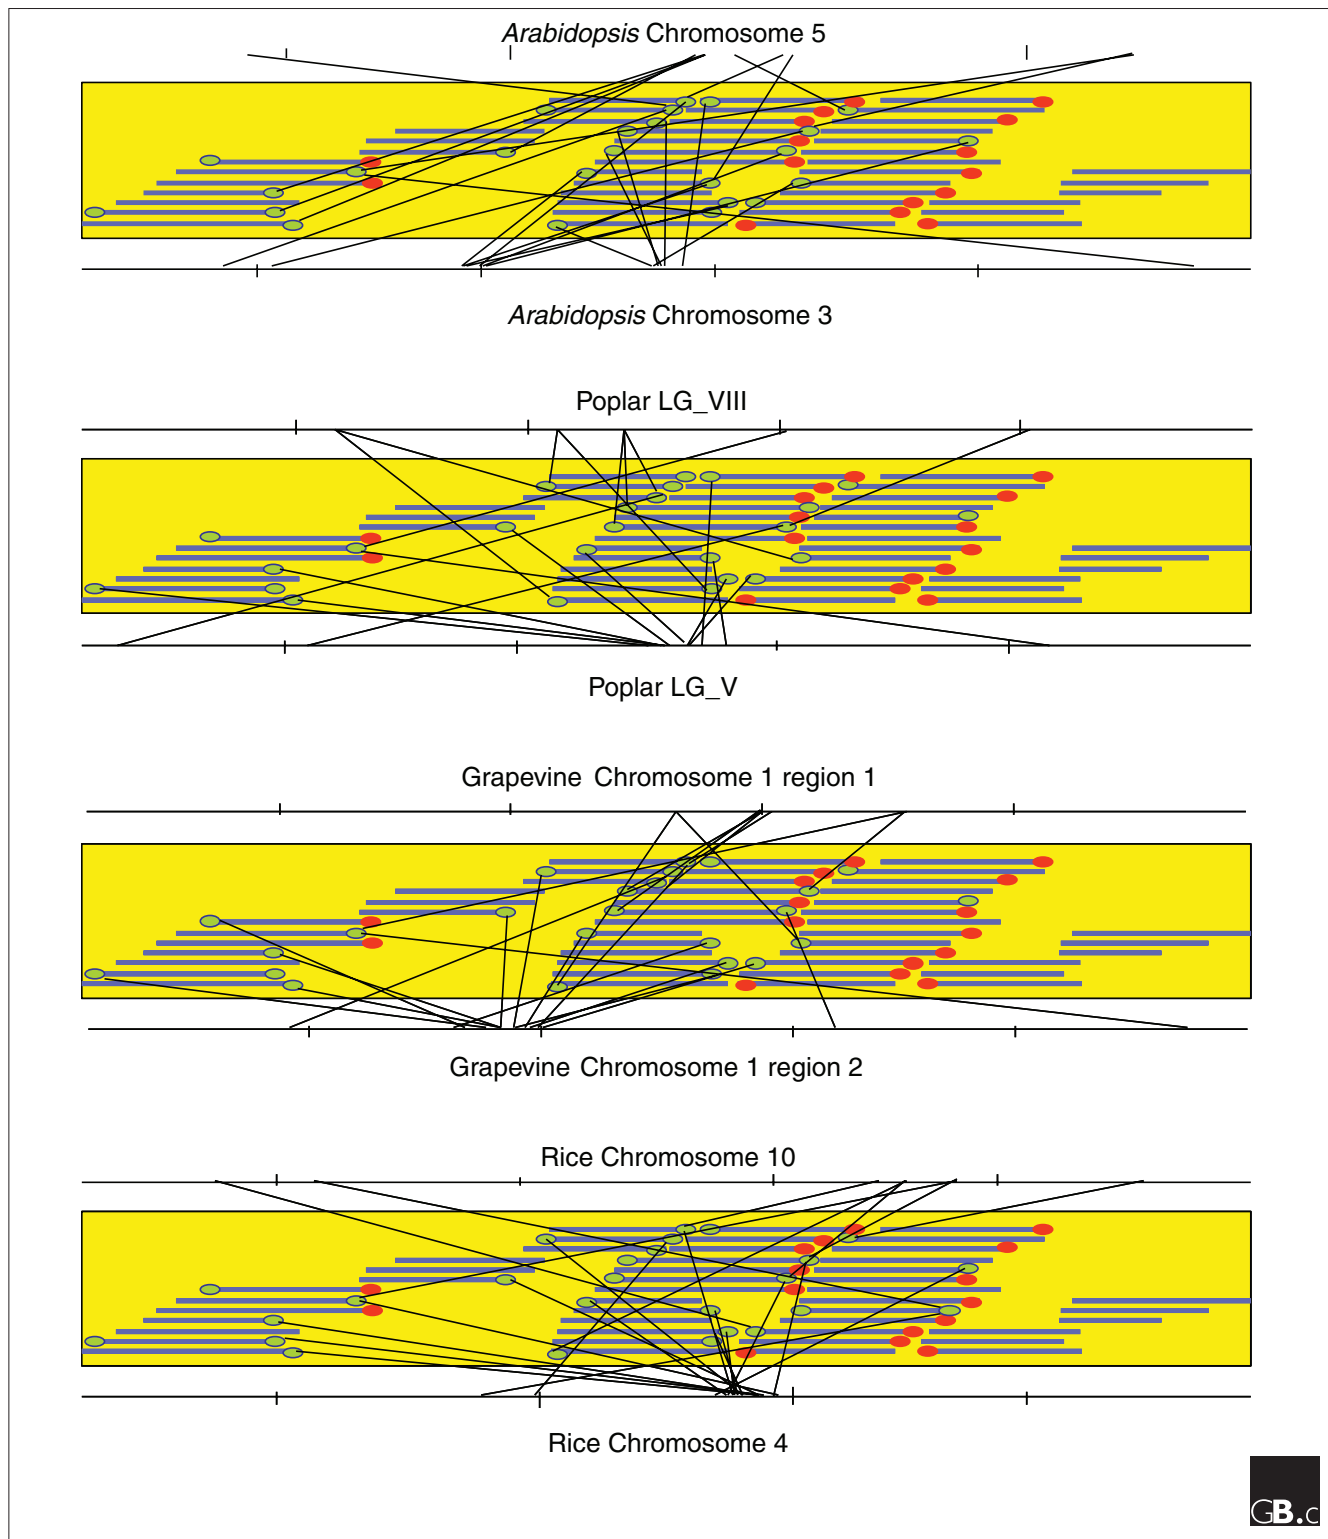 Arabidopsis Chromosome 5
Arabidopsis Chromosome 3
Poplar LG_VIII
Poplar LG_V
Grapevine Chromosome 1 region 1
Grapevine Chromosome 1 region 2
Rice Chromosome 10
Rice Chromosome 4
GB.c